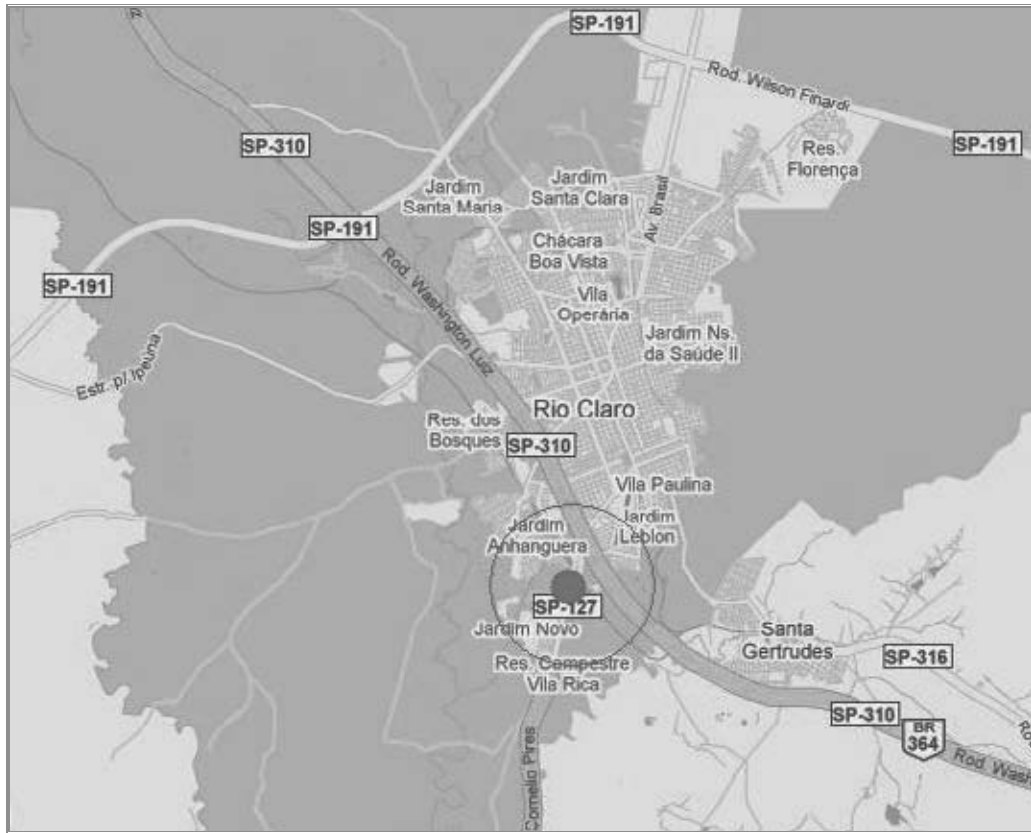 SP-191
Rod. Wilson Finardi
SP-310
SP-191
Res.
Florença
Jardim
Santa Maria
Jardim
Santa Clara
Av. Brasil
SP-191
Chácara
Boa Vista
SP-191
Rod. Washington Luiz
Vila
Operária
Jardim Ns.
da Saúde II
Estr. p/ Ipeuna
Rio Claro
Res. dos
Bosques
SP-310
Vila Paulina
Jardim
Anhanguera
Jardim
Leblon
SP-127
Jardim Novo
Santa
Gertrudes
SP-316
Res. Campestre
Vila Rica
SP-310
BR
364
Rod. Wash
Cornelio Pires